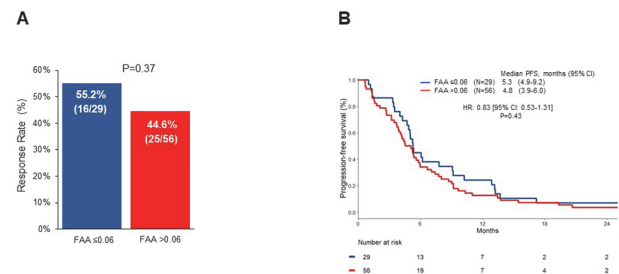 A
P=0.37
Response Rate (%)
60%
50%
40%
30%
20%
10%
0%
55.2%
(16/29)
44.6%
(25/56)
FAA ≤0.06
FAA >0.06
B
Median PFS, months (95% CI)
FAA ≤0.06 (N=29) 5.3 (4.9-9.2)
FAA >0.06 (N=56) 4.8 (3.9-6.0)
HR: 0.83 [95% CI: 0.53-1.31]
P=0.43
Progression-free survival (%)
1.0
0.8
0.6
0.4
0.2
0.0
0 6 12 18 24
Months
Number at risk
29 13 7 2 2
56 19 7 4 2